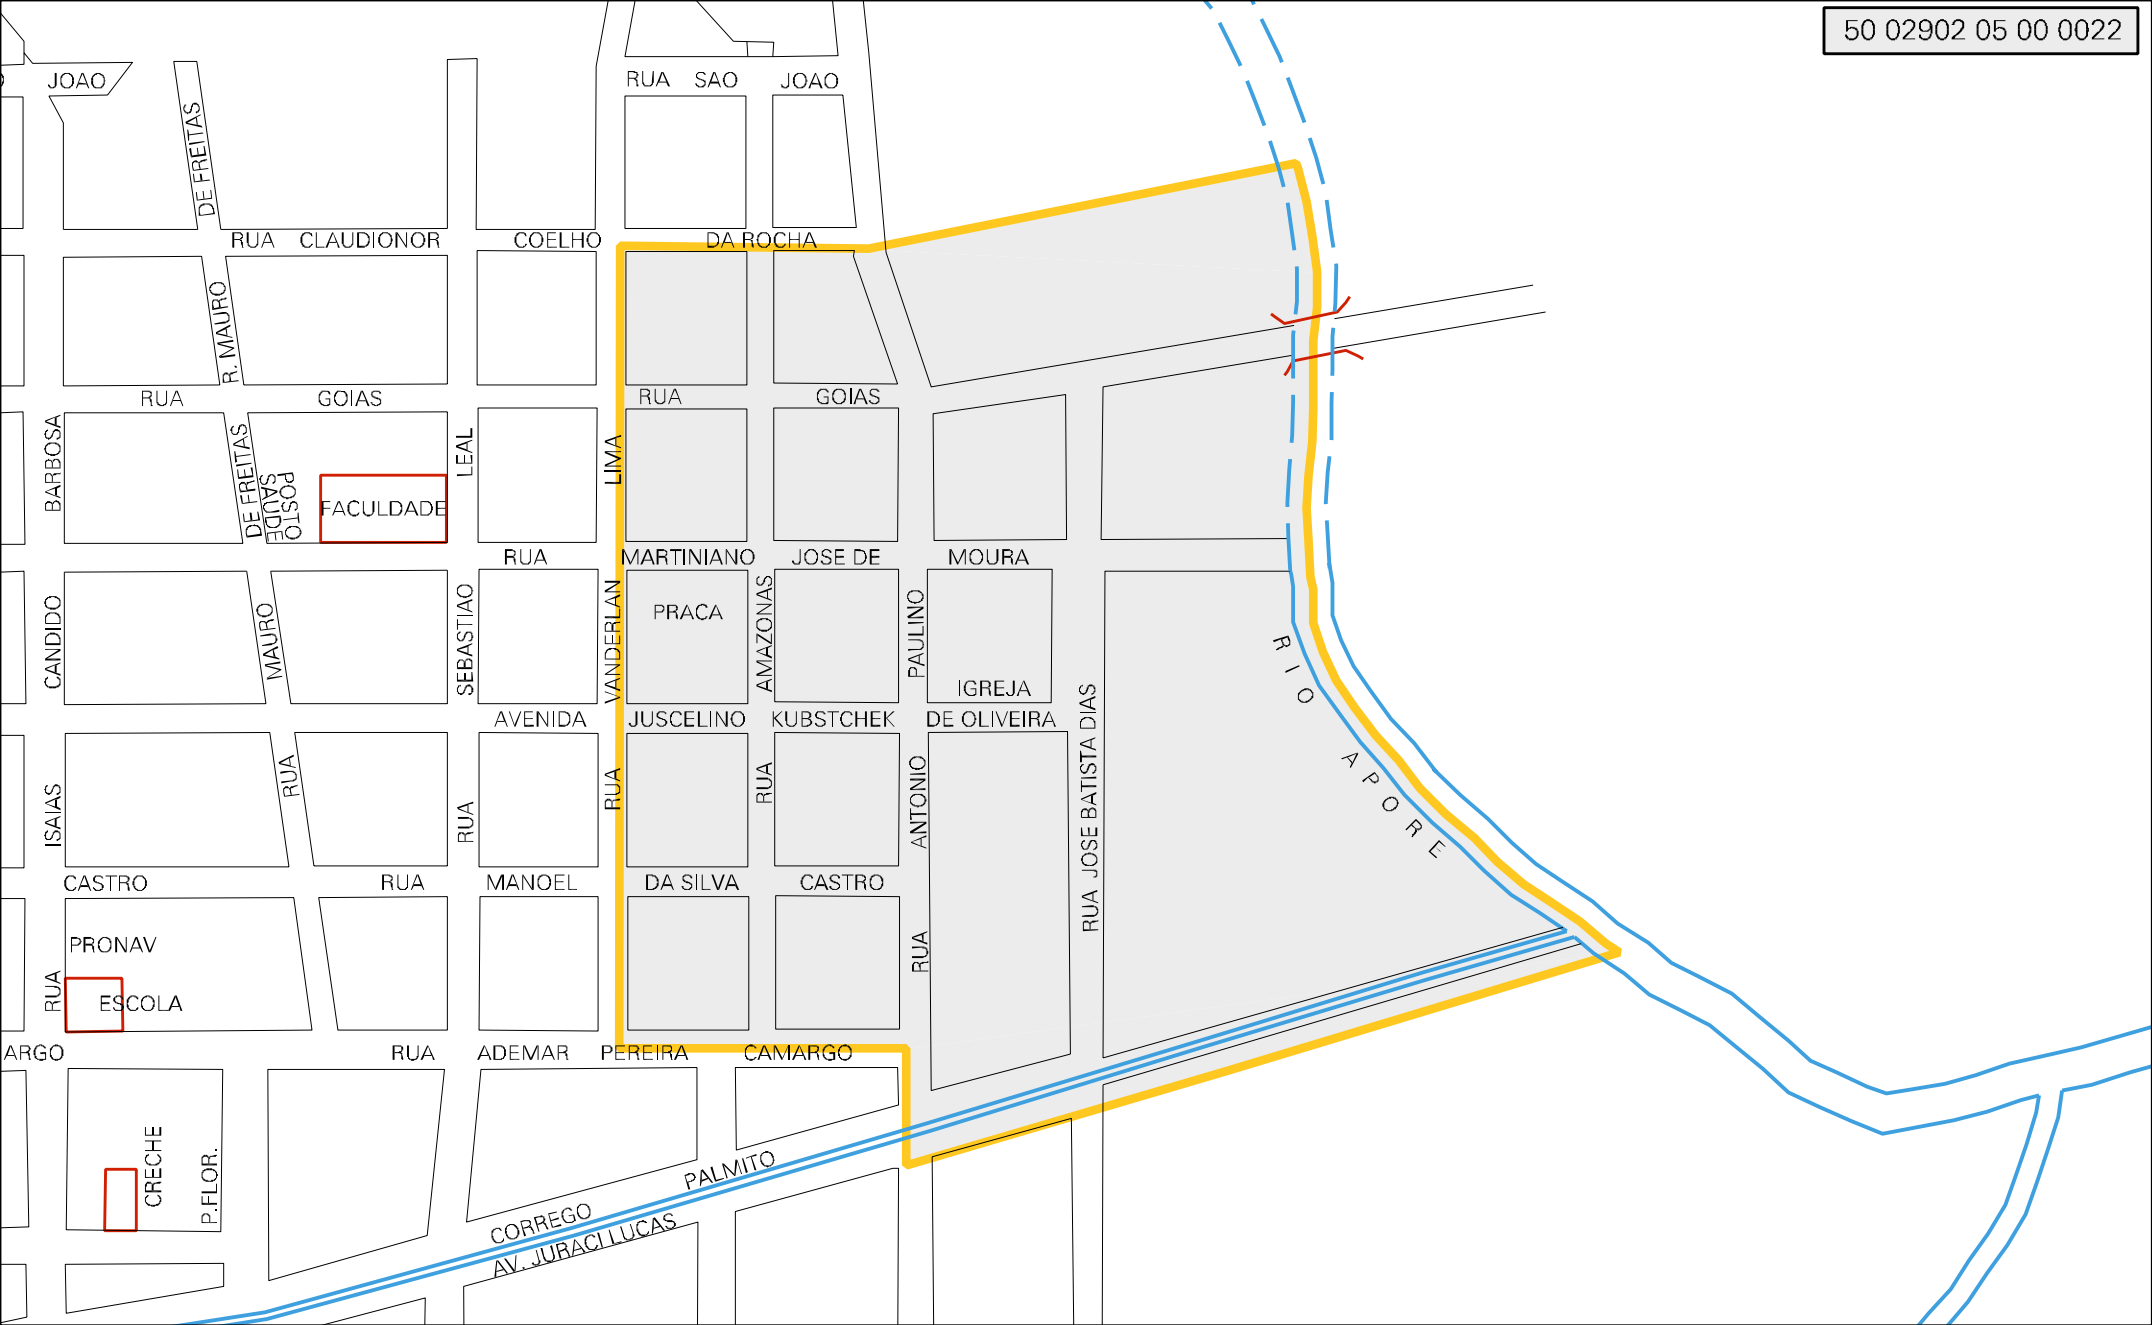 50 02902 05 00 0022
JOAO
RUA SAO JOAO
DE FREITAS
RUA CLAUDIONOR COELHO DA ROCHA
R. MAURO
RUA GOIAS
RUA GOIAS
BARBOSA
DE FREITAS
POSTO
SAUDE
FACULDADE
LEAL
LIMA
RUA MARTINIANO JOSE DE MOURA
CANDIDO
MAURO
SEBASTIAO
VANDERLAN
PRACA
AMAZONAS
PAULINO
IGREJA
RIO APORE
AVENIDA JUSCELINO KUBSTCHEK DE OLIVEIRA
RUA JOSE BATISTA DIAS
ISAIAS
RUA
RUA
RUA
RUA
ANTONIO
CASTRO RUA MANOEL DA SILVA CASTRO
PRONAV
RUA
ESCOLA
RUA
ARGO RUA ADEMAR PEREIRA CAMARGO
CRECHE
P.FLOR.
CORREGO PALMITO
AV. JURACI LUCAS